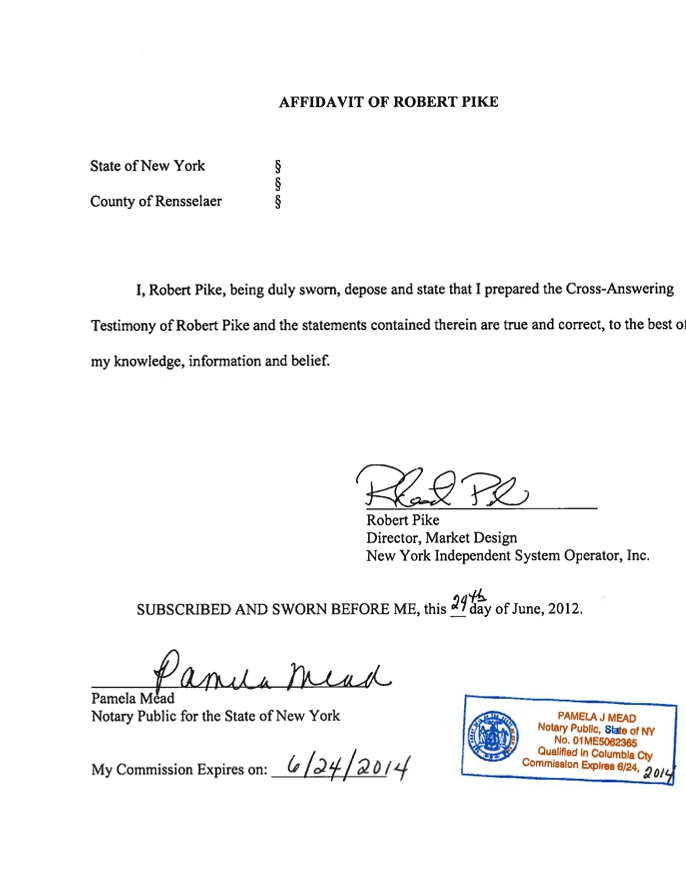 AFFIDAVIT OF ROBERT PIKE
State of New York §
§
County of Rensselaer §
I, Robert Pike, being duly sworn, depose and state that I prepared the Cross-Answering
Testimony of Robert Pike and the statements contained therein are true and correct, to the best of
my knowledge, information and belief.
Robert Pike
Director, Market Design
New York Independent System Operator, Inc.
SUBSCRIBED AND SWORN BEFORE ME, this 29th day of June, 2012.
Pamela Mead
Pamela Mead
Notary Public for the State of New York
My Commission Expires on: 6/24/2014
PAMELA J MEAD
Notary Public, State of NY
No. 01ME5062365
Qualified in Columbia Cty
Commission Expires 6/24, 2014